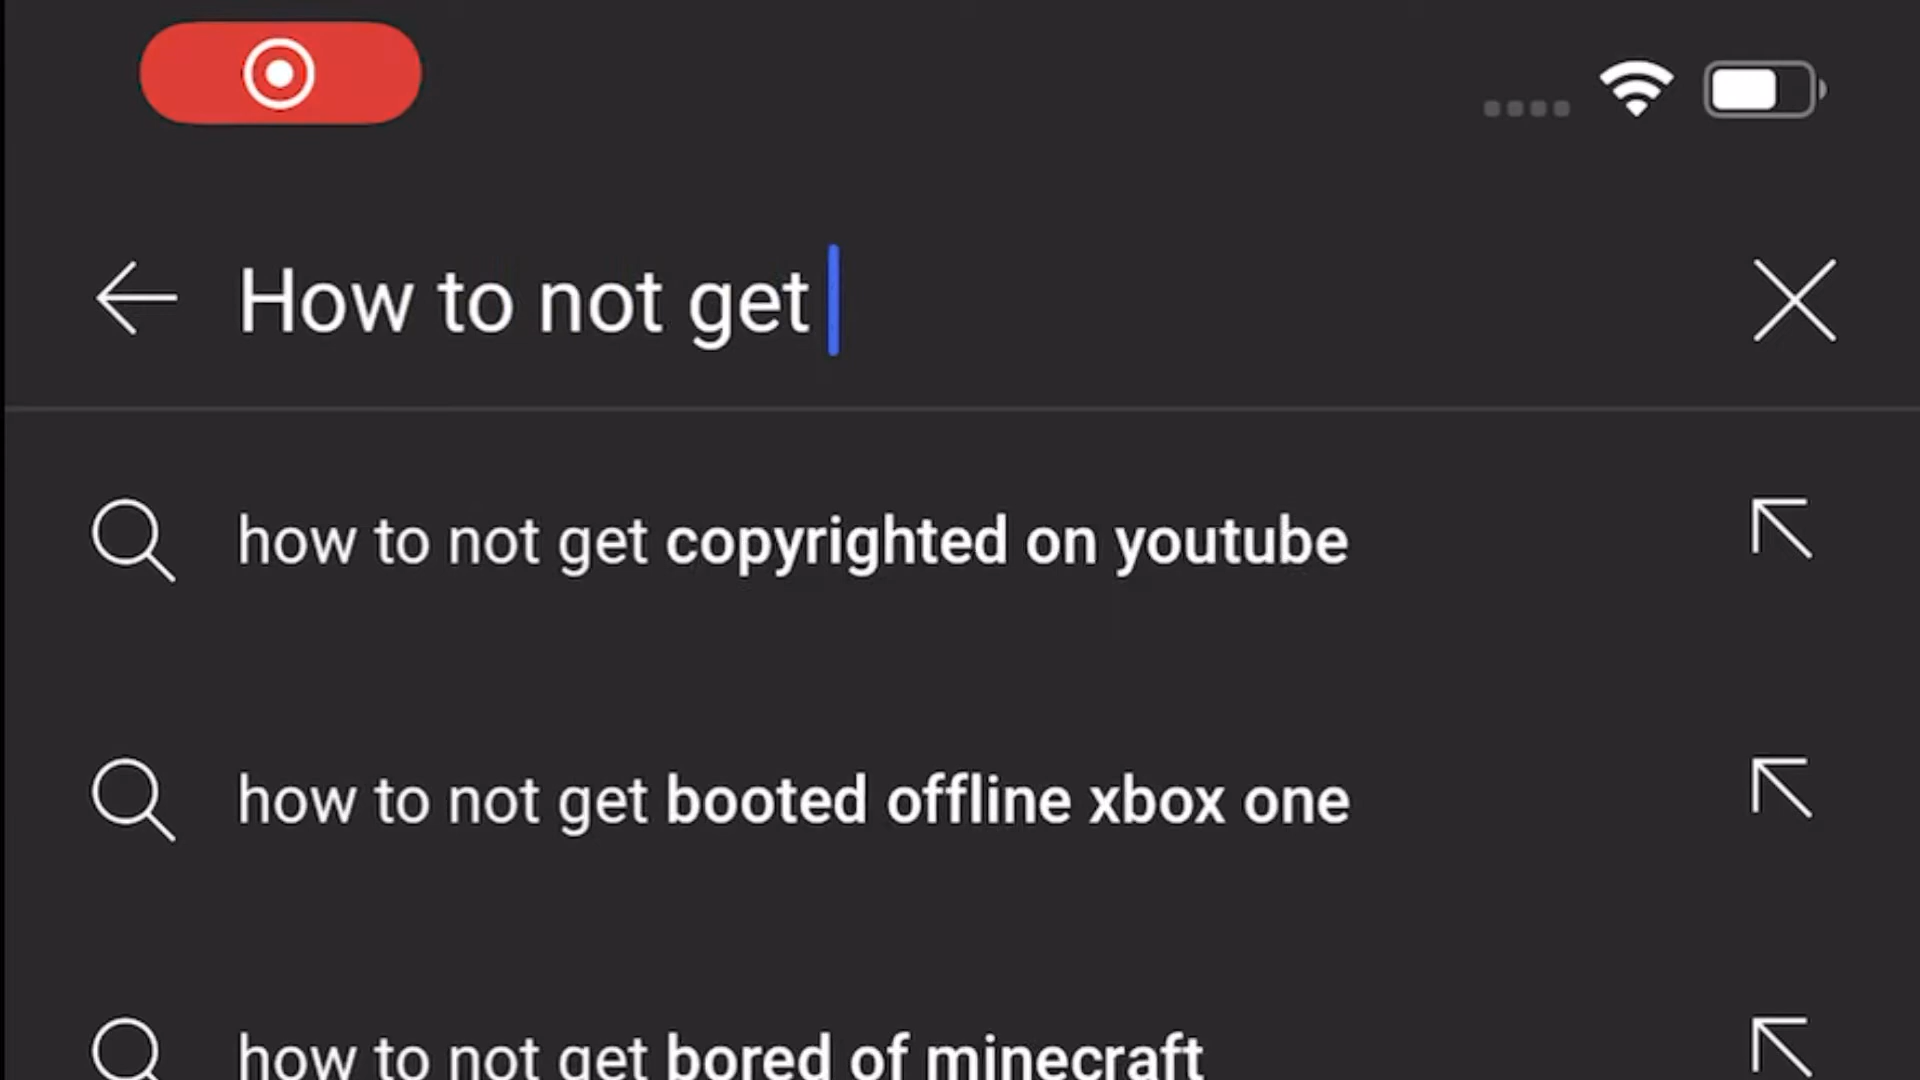 How to not get
how to not get copyrighted on youtube
how to not get booted offline xbox one
how to not get bored of minecraft